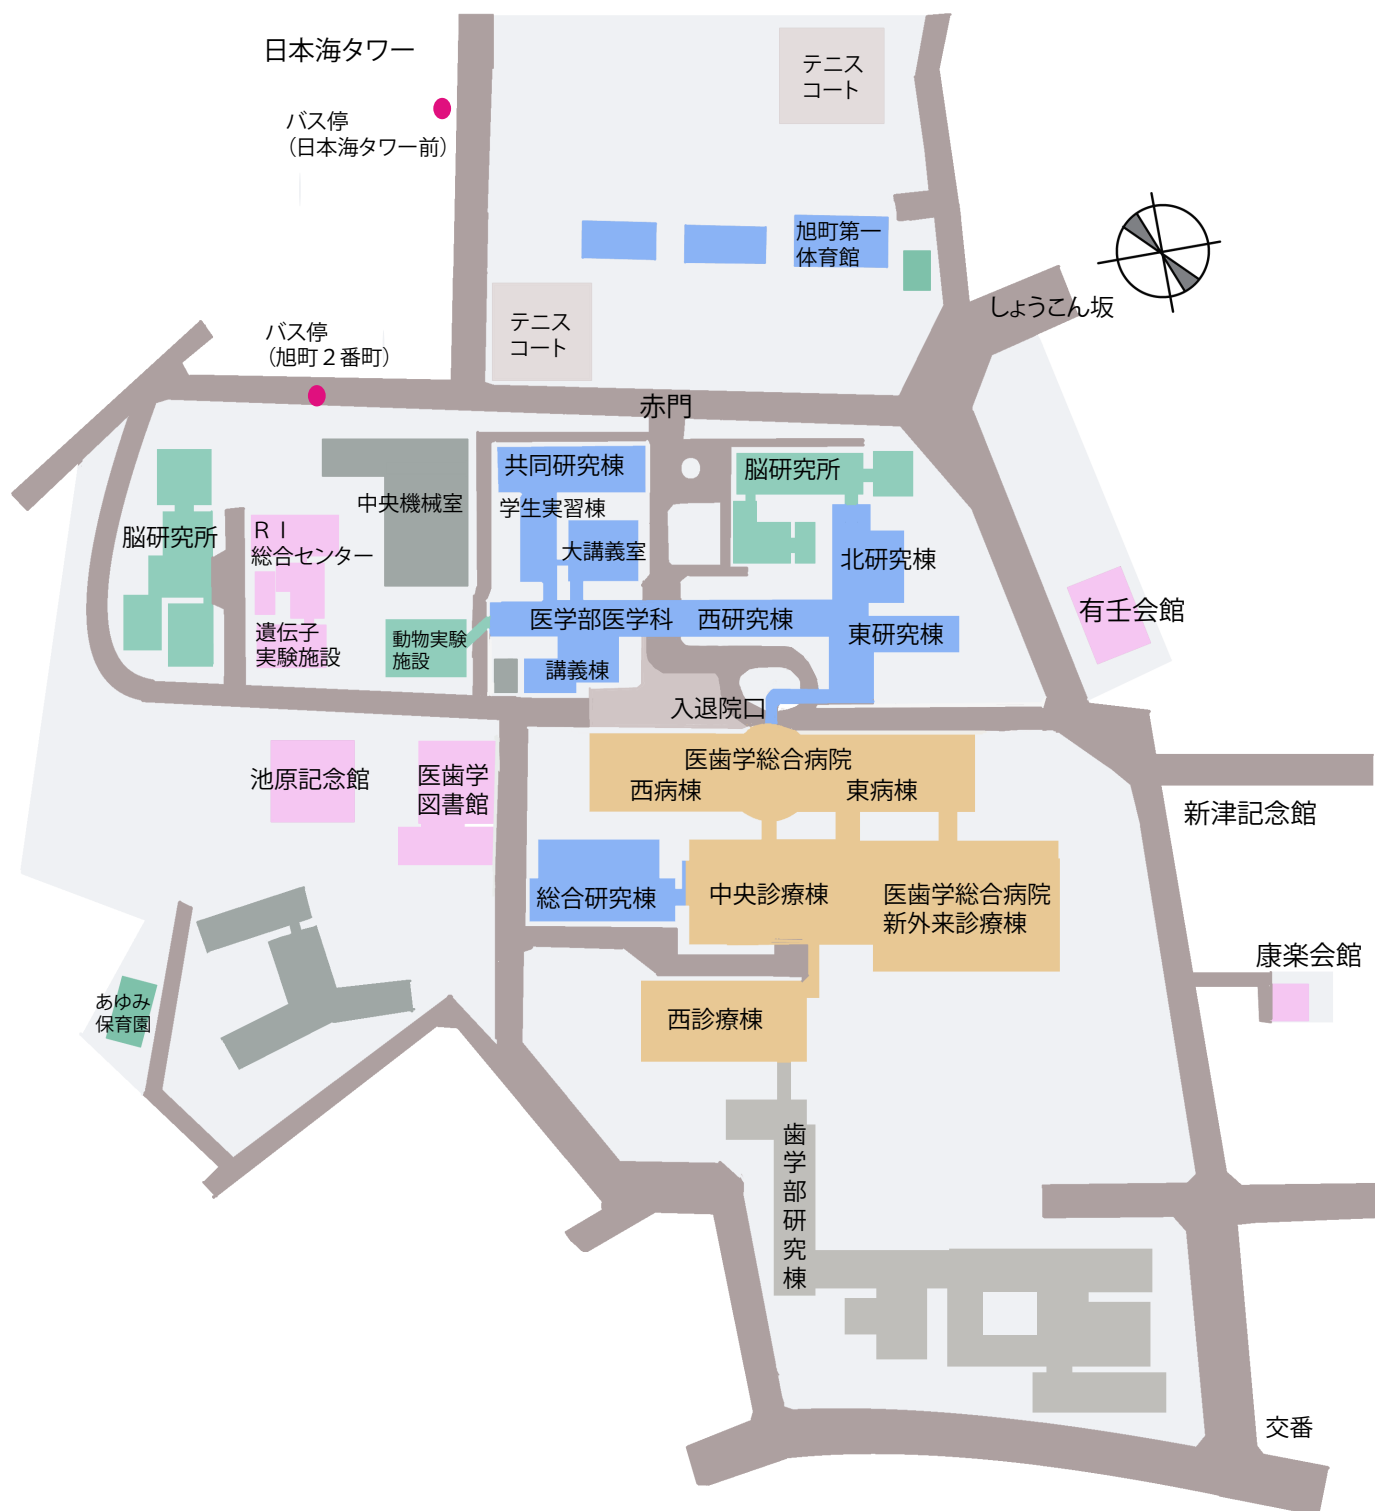 日本海タワー
テニス
コート
バス停
（日本海タワー前）
旭町第一
体育館
しょうこん坂
テニス
コート
バス停
（旭町２番町）
赤門
共同研究棟
脳研究所
中央機械室
学生実習棟
脳研究所
ＲＩ
総合センター
大講義室
北研究棟
有壬会館
医学部医学科
西研究棟
東研究棟
遺伝子
実験施設
動物実験
施設
講義棟
入退院口
医歯学総合病院
西病棟
東病棟
池原記念館
医歯学
図書館
新津記念館
総合研究棟
中央診療棟
医歯学総合病院
新外来診療棟
康楽会館
あゆみ
保育園
西診療棟
歯学部研究棟
交番